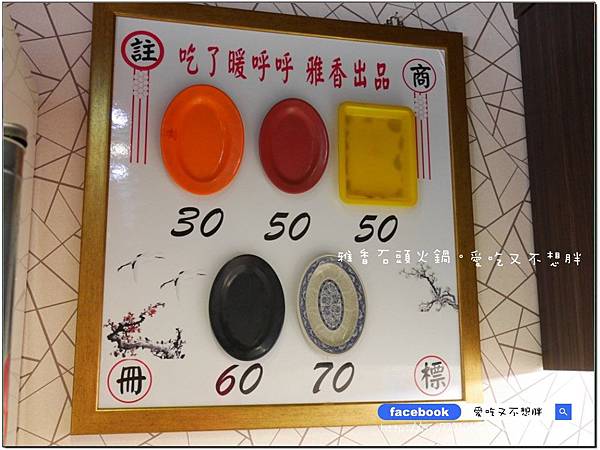 註
商
吃了暖呼呼 雅香出品
30 50 50
雅香石頭火鍋。愛吃又不想胖
60 70
冊
標
facebook 愛吃又不想胖